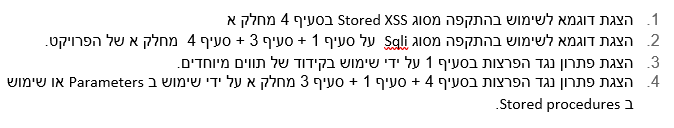 1. הצגת דוגמא לשימוש בהתקפה מסוג Stored XSS בסעיף 4 מחלק א
2. הצגת דוגמא לשימוש בהתקפה מסוג Sqli על סעיף 1 + סעיף 3 + סעיף 4 מחלק א של הפרויקט.
3. הצגת פתרון נגד הפרצות בסעיף 1 על ידי שימוש בקידוד של תווים מיוחדים.
4. הצגת פתרון נגד הפרצות בסעיף 4 + סעיף 1 + סעיף 3 מחלק א על ידי שימוש ב Parameters או שימוש
ב Stored procedures.